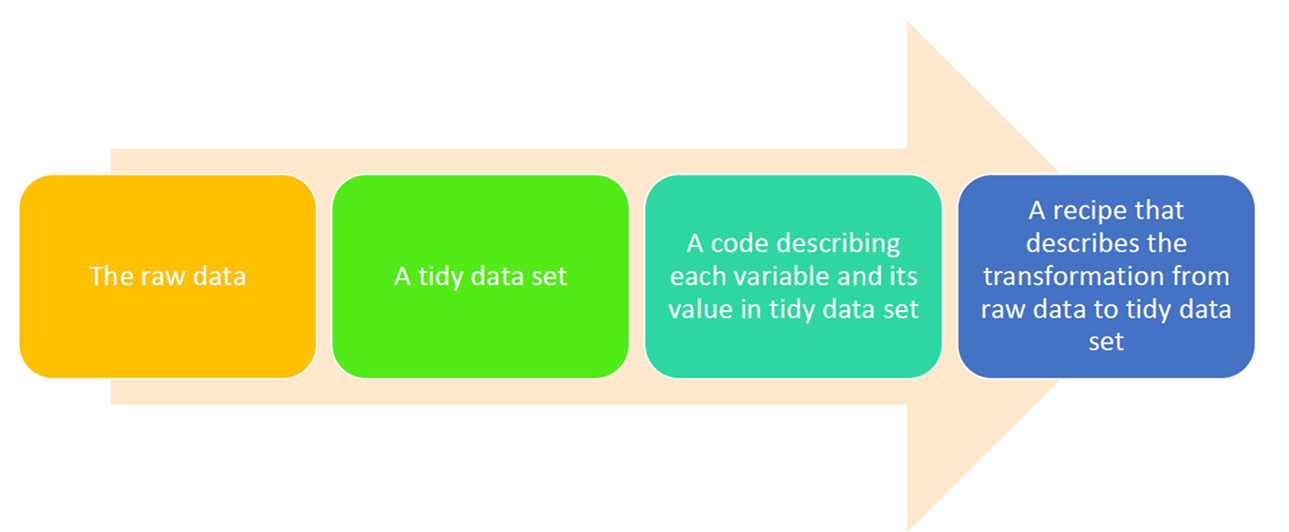 The raw data
A tidy data set
A code describing
each variable and its
value in tidy data set
A recipe that
describes the
transformation from
raw data to tidy data
set